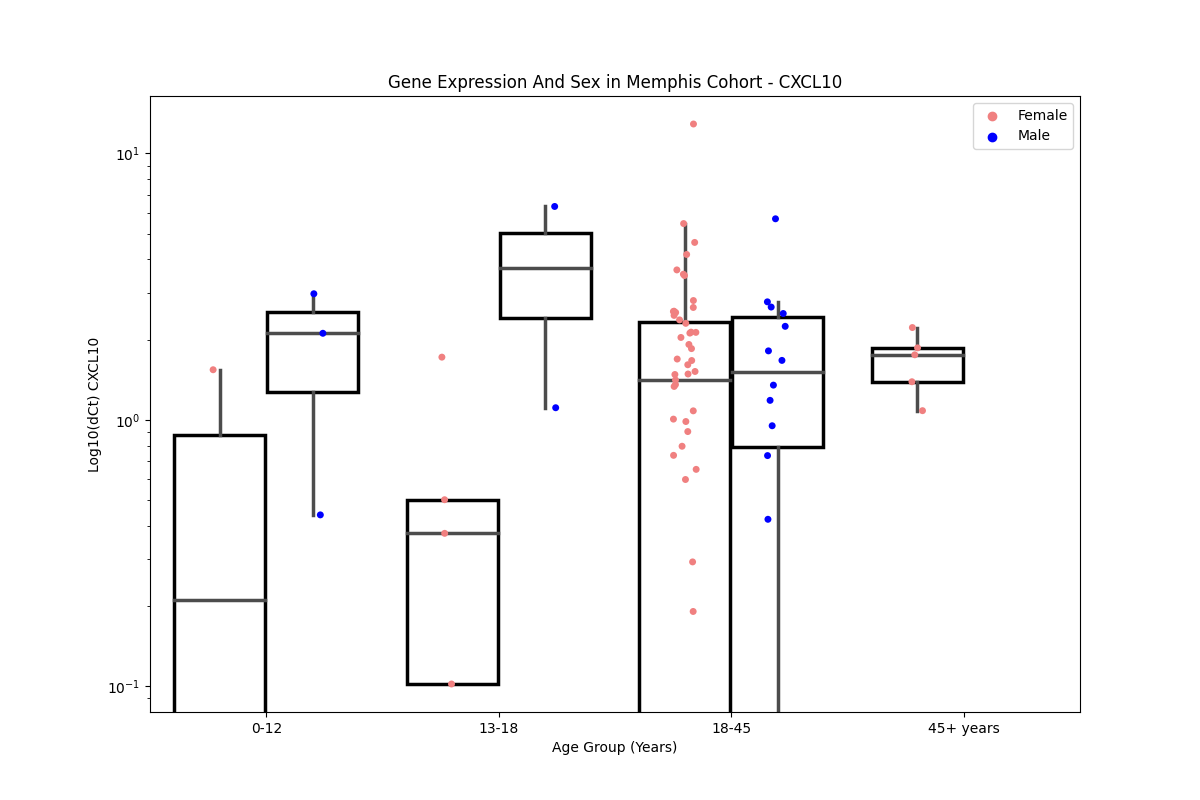 Gene Expression And Sex in Memphis Cohort - CXCL10
Female
Male
10¹
10⁰
10⁻¹
Log10(dCt) CXCL10
0-12
13-18
18-45
45+ years
Age Group (Years)